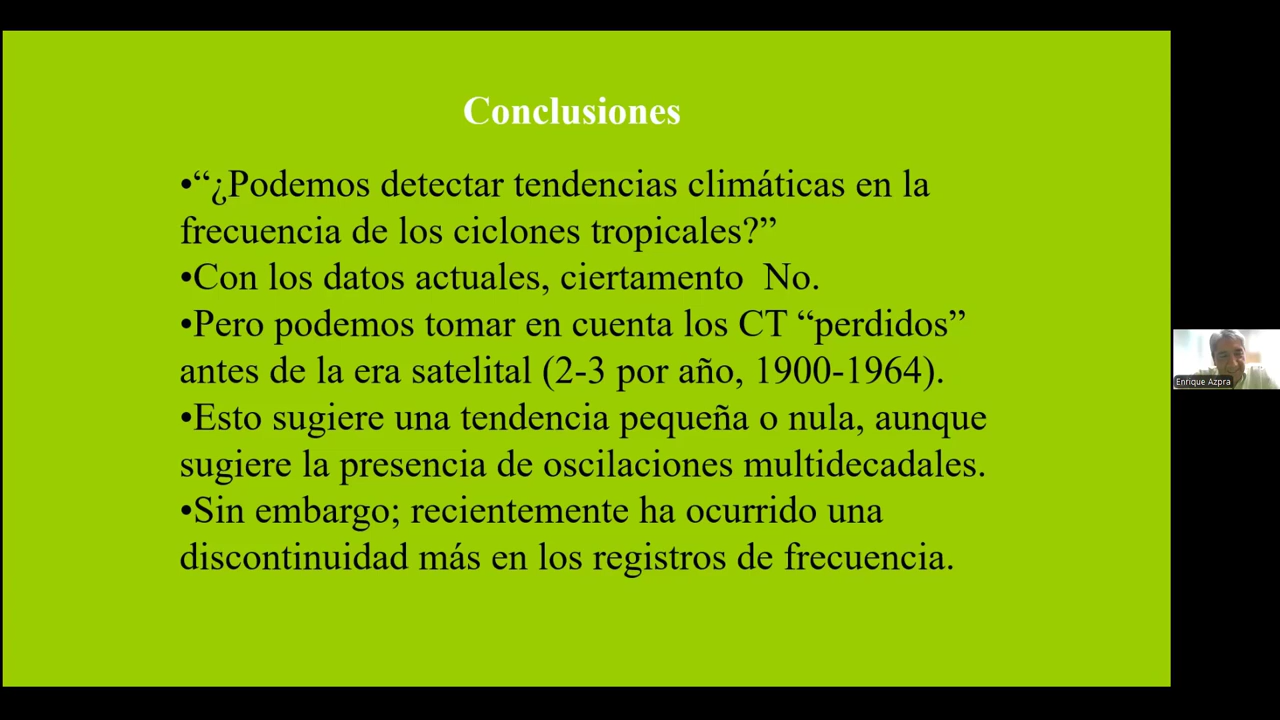 Conclusiones
•“¿Podemos detectar tendencias climáticas en la
frecuencia de los ciclones tropicales?”
•Con los datos actuales, ciertamento  No.
•Pero podemos tomar en cuenta los CT “perdidos”
antes de la era satelital (2-3 por año, 1900-1964).
•Esto sugiere una tendencia pequeña o nula, aunque
sugiere la presencia de oscilaciones multidecadales.
•Sin embargo; recientemente ha ocurrido una
discontinuidad más en los registros de frecuencia.
Enrique Azpra